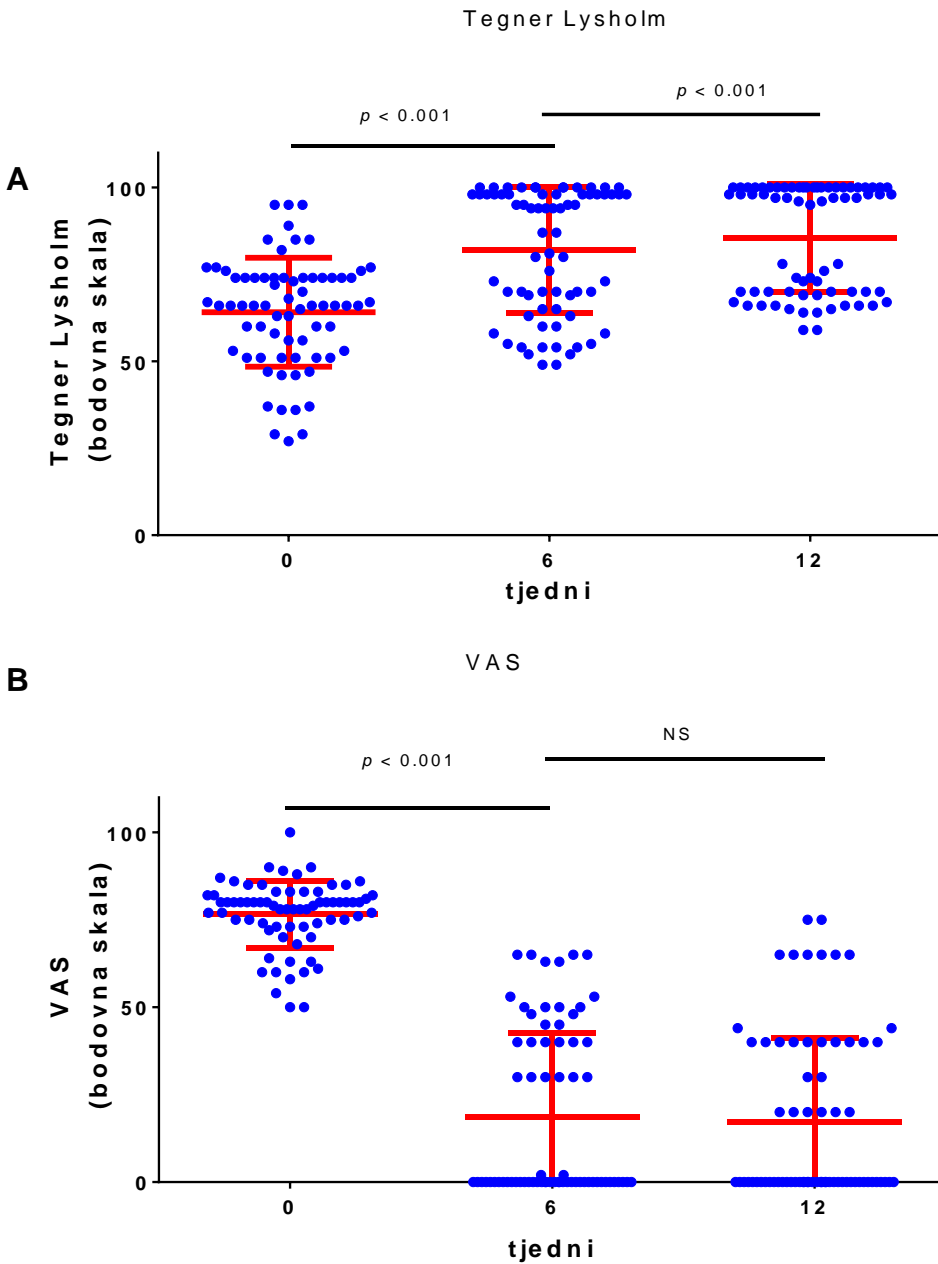 Tegner Lysholm
p < 0.001
p < 0.001
A
Tegner Lysholm
(bodovna skala)
100
50
0
0
6
12
tjedni
VAS
B
NS
p < 0.001
VAS
(bodovna skala)
100
50
0
0
6
12
tjedni